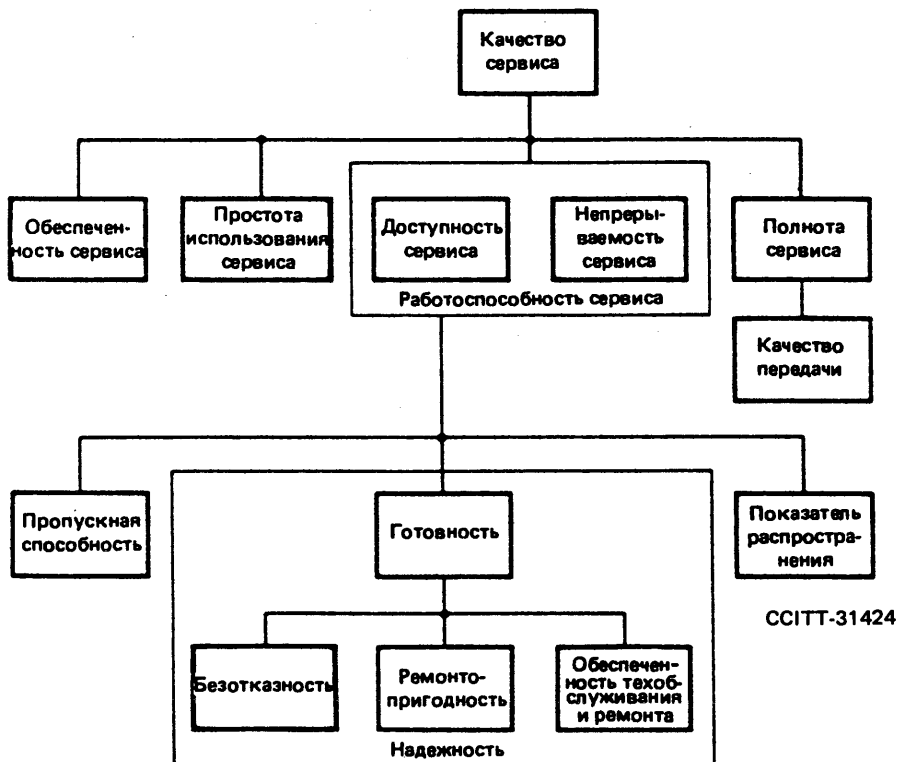 Качество
сервиса
Обеспечен-
ность сервиса
Простота
использования
сервиса
Доступность
сервиса
Непреры-
ваемость
сервиса
Работоспособность сервиса
Полнота
сервиса
Качество
передачи
Пропускная
способность
Готовность
Показатель
распростра-
нения
CCITT-31424
Безотказность
Ремонто-
пригодность
Обеспечен-
ность техоб-
служивания
и ремонта
Надежность